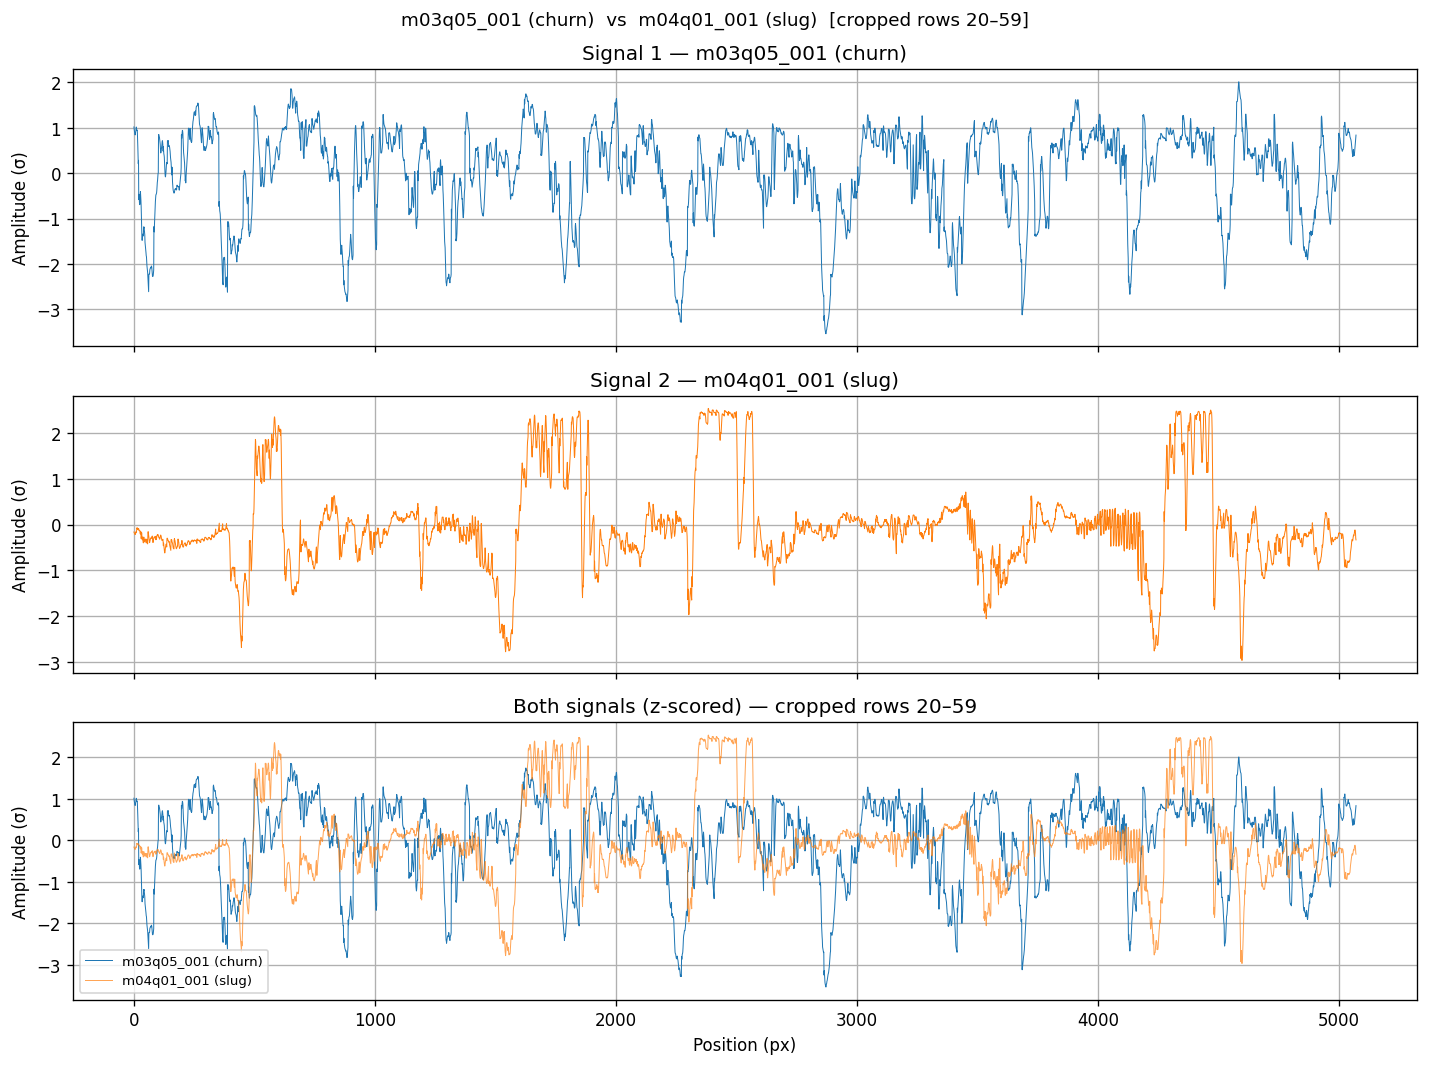 m03q05_001 (churn)  vs  m04q01_001 (slug)  [cropped rows 20–59]
Signal 1 — m03q05_001 (churn)
Amplitude (σ)
2
1
0
−1
−2
−3
Signal 2 — m04q01_001 (slug)
Amplitude (σ)
2
1
0
−1
−2
−3
Both signals (z-scored) — cropped rows 20–59
Amplitude (σ)
2
1
0
−1
−2
−3
m03q05_001 (churn)
m04q01_001 (slug)
0 1000 2000 3000 4000 5000
Position (px)